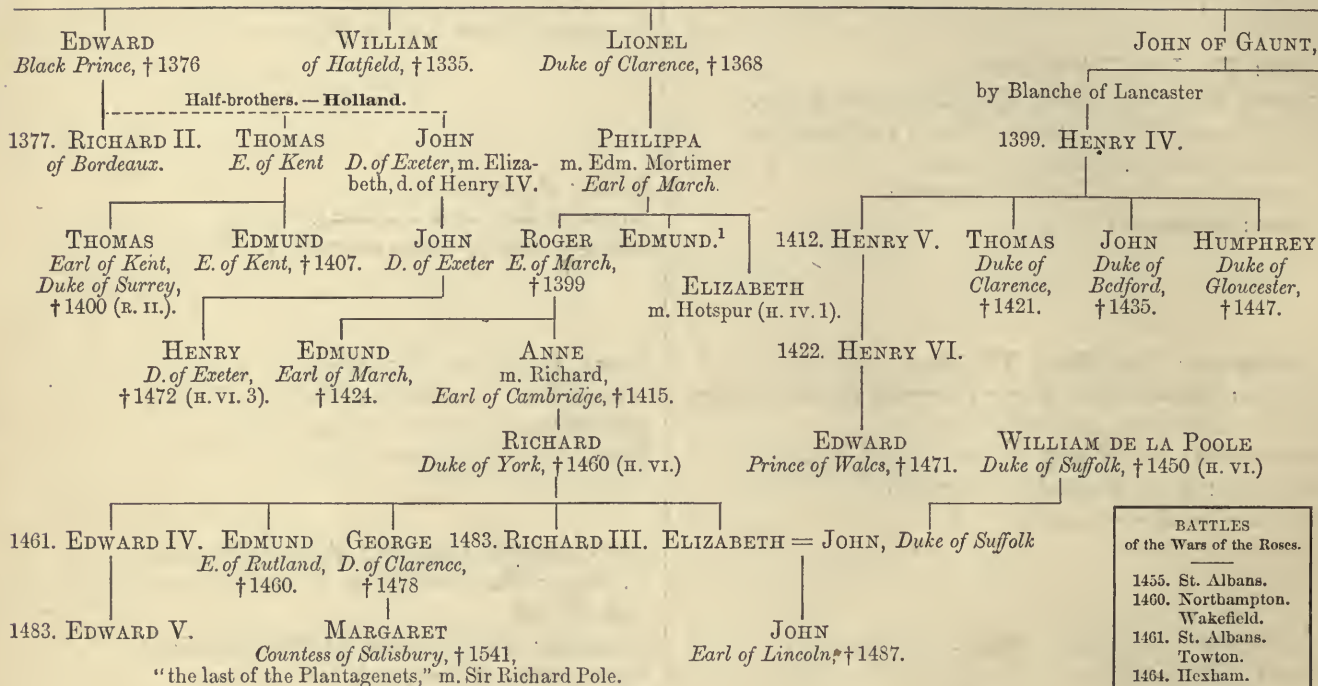 EDWARD WILLIAM LIONEL JOHN OF GAUNT,
Black Prince, † 1376 of Hatfield, † 1335. Duke of Clarence, † 1368
by Blanche of Lancaster
Half-brothers. — Holland.
1377. RICHARD II. THOMAS JOHN PHILIPPA 1399. HENRY IV.
of Bordeaux. E. of Kent D. of Exeter, m. Eliza- m. Edm. Mortimer
beth, d. of Henry IV. Earl of March.
THOMAS EDMUND JOHN ROGER EDMUND.¹ 1412. HENRY V. THOMAS JOHN HUMPHREY
Earl of Kent, E. of Kent, † 1407. D. of Exeter E. of March, Duke of Duke of Duke of
Duke of Surrey, † 1399 ELIZABETH Clarence, Bedford, Gloucester,
† 1400 (R. II.). m. Hotspur (H. IV. 1). † 1421. † 1435. † 1447.
HENRY EDMUND ANNE 1422. HENRY VI.
D. of Exeter, Earl of March, m. Richard,
† 1472 (H. VI. 3). † 1424. Earl of Cambridge, † 1415.
RICHARD EDWARD WILLIAM DE LA POOLE
Duke of York, † 1460 (H. VI.) Prince of Wales, † 1471. Duke of Suffolk, † 1450 (H. VI.)
1461. EDWARD IV. EDMUND GEORGE 1483. RICHARD III. ELIZABETH = JOHN, Duke of Suffolk
E. of Rutland, D. of Clarence,
† 1460. † 1478
1483. EDWARD V. MARGARET JOHN
Countess of Salisbury, † 1541, Earl of Lincoln, † 1487.
"the last of the Plantagenets," m. Sir Richard Pole.
BATTLES
of the Wars of the Roses.
1455. St. Albans.
1460. Northampton.
Wakefield.
1461. St. Albans.
Towton.
1464. Hexham.